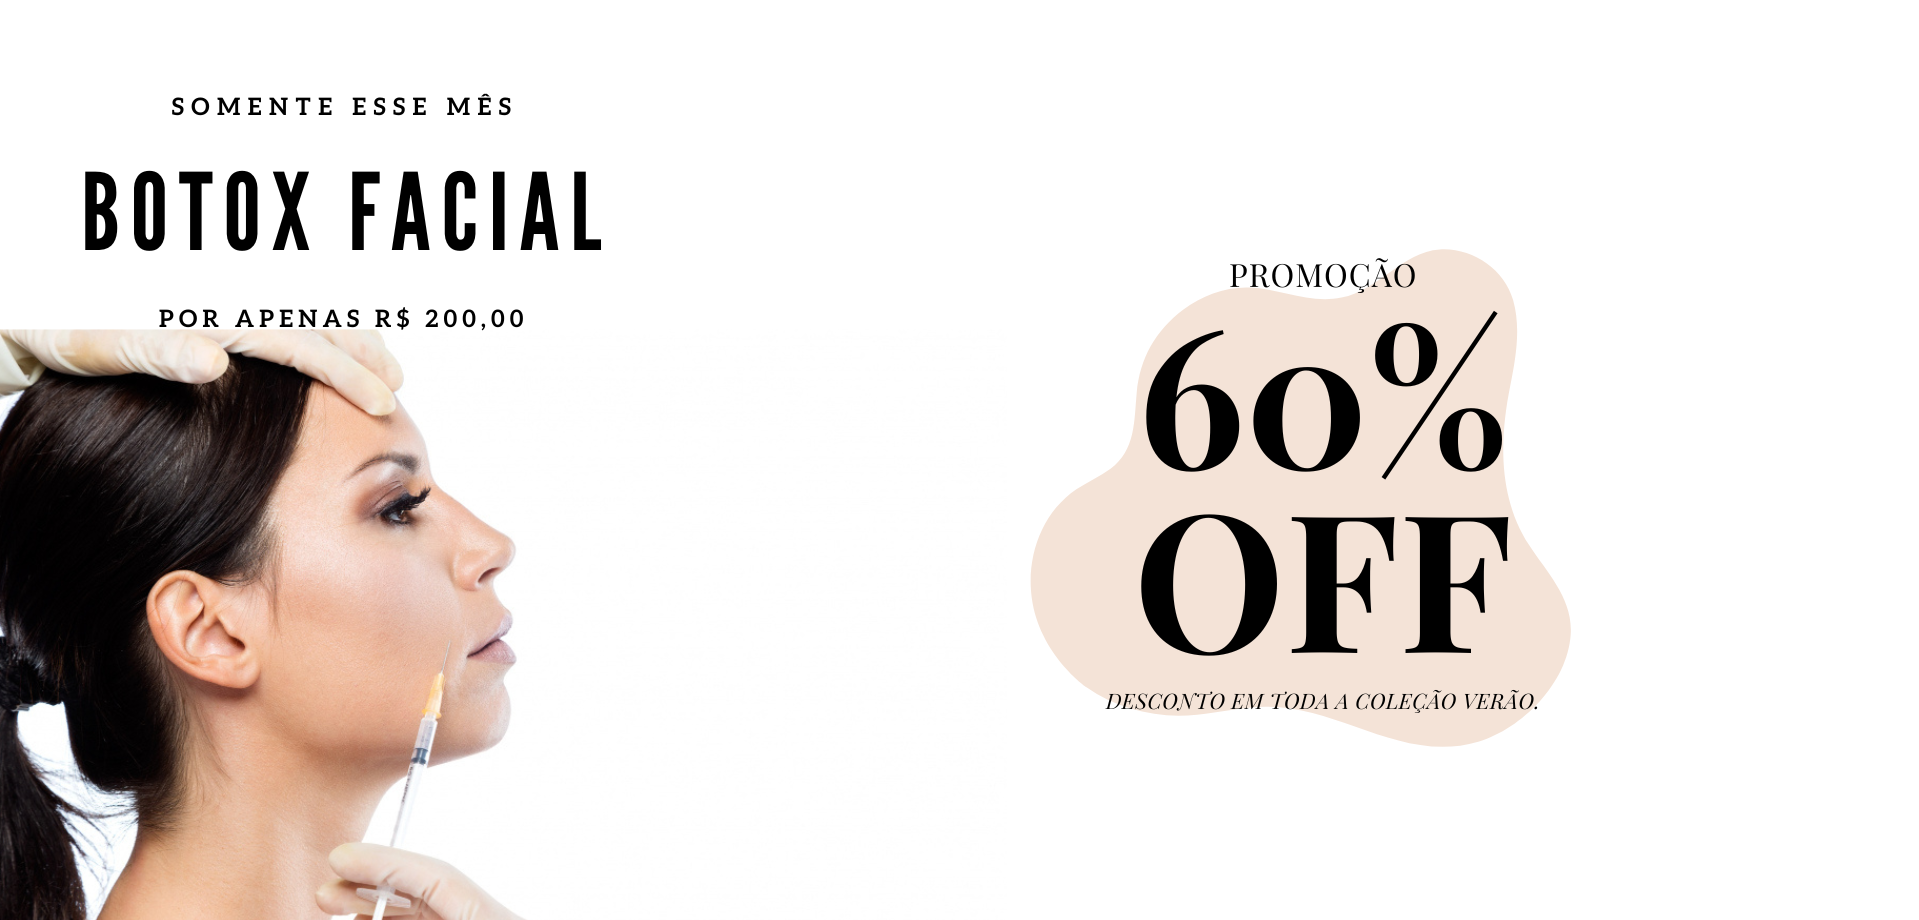 SOMENTE ESSE MÊS
BOTOX FACIAL
POR APENAS R$ 200,00
PROMOÇÃO
60%
OFF
DESCONTO EM TODA A COLEÇÃO VERÃO.